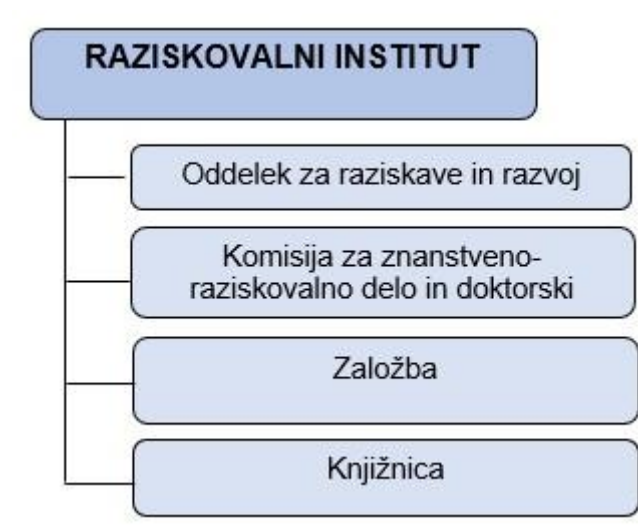 RAZISKOVALNI INSTITUT
Oddelek za raziskave in razvoj
Komisija za znanstveno-
raziskovalno delo in doktorski
Založba
Knjižnica